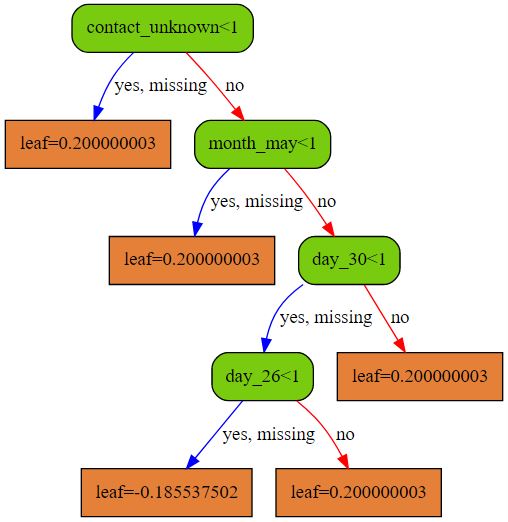 contact_unknown<1
yes, missing
no
leaf=0.200000003
month_may<1
yes, missing
no
leaf=0.200000003
day_30<1
yes, missing
no
day_26<1
leaf=0.200000003
yes, missing
no
leaf=-0.185537502
leaf=0.200000003